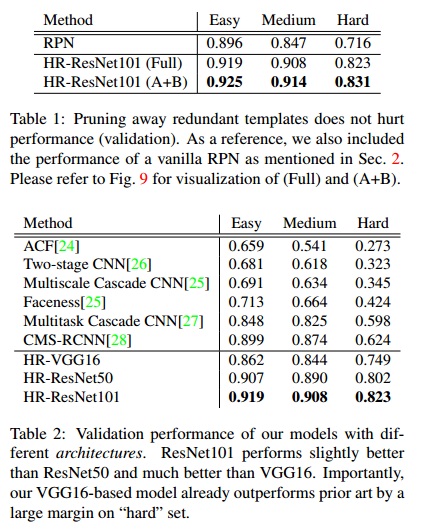 Method Easy Medium Hard
RPN 0.896 0.847 0.716
HR-ResNet101 (Full) 0.919 0.908 0.823
HR-ResNet101 (A+B) 0.925 0.914 0.831
Table 1: Pruning away redundant templates does not hurt
performance (validation). As a reference, we also included
the performance of a vanilla RPN as mentioned in Sec. 2.
Please refer to Fig. 9 for visualization of (Full) and (A+B).
Method Easy Medium Hard
ACF[24] 0.659 0.541 0.273
Two-stage CNN[26] 0.681 0.618 0.323
Multiscale Cascade CNN[25] 0.691 0.634 0.345
Faceness[25] 0.713 0.664 0.424
Multitask Cascade CNN[27] 0.848 0.825 0.598
CMS-RCNN[28] 0.899 0.874 0.624
HR-VGG16 0.862 0.844 0.749
HR-ResNet50 0.907 0.890 0.802
HR-ResNet101 0.919 0.908 0.823
Table 2: Validation performance of our models with dif-
ferent architectures. ResNet101 performs slightly better
than ResNet50 and much better than VGG16. Importantly,
our VGG16-based model already outperforms prior art by a
large margin on “hard” set.